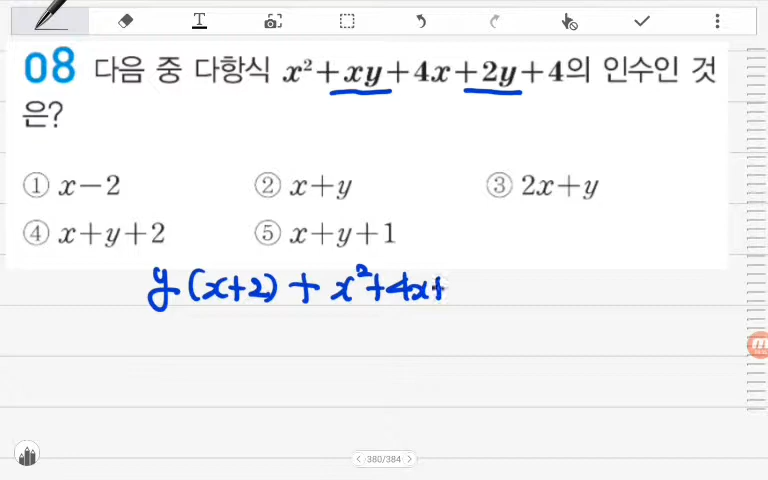 T
08 다음 중 다항식 x²+xy+4x+2y+4의 인수인 것
은?
① x−2 ② x+y ③ 2x+y
④ x+y+2 ⑤ x+y+1
y(x+2)+x²+4x+
380/384